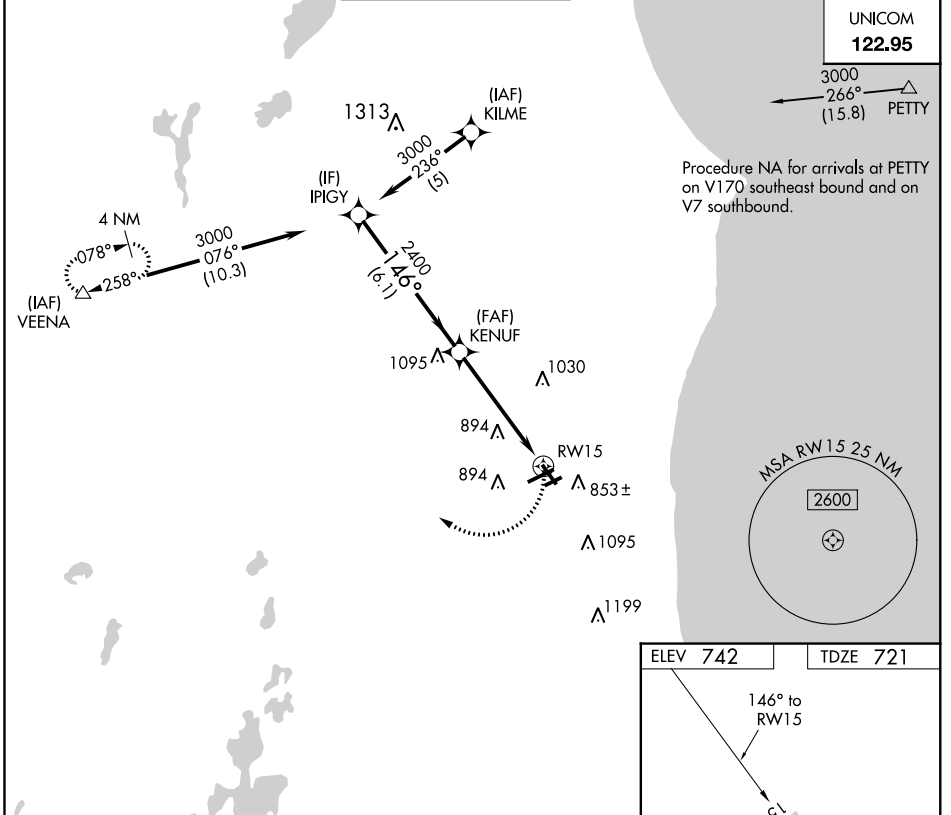 UNICOM
122.95
3000
266°
(15.8)
PETTY
Procedure NA for arrivals at PETTY
on V170 southeast bound and on
V7 southbound.
(IAF)
KILME
1313
3000
236°
(5)
(IF)
IPIGY
4 NM
078°
258°
3000
076°
(10.3)
(IAF)
VEENA
2400
146°
(6.1)
(FAF)
KENUF
1095
1030
894
RW15
894
853±
1095
1199
MSA RW15 25 NM
2600
ELEV 742
TDZE 721
146° to
RW15
15